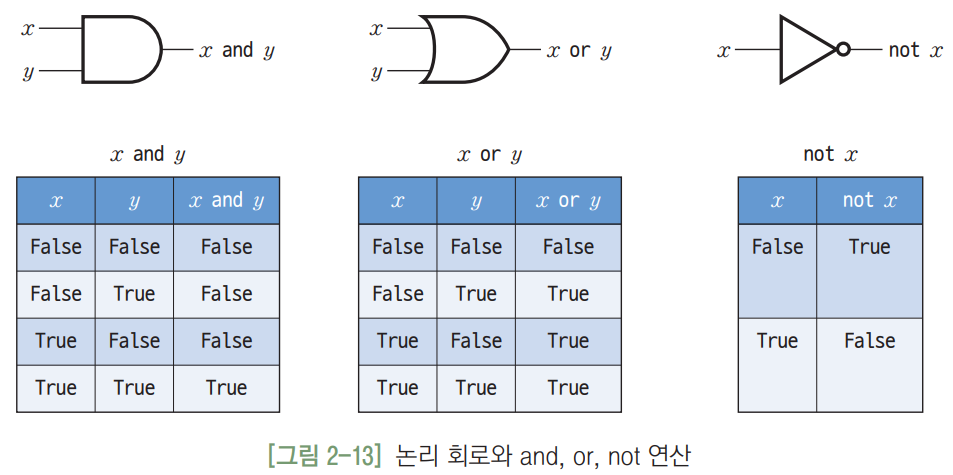 x
y
x and y
x
y
x or y
x
not x
x and y
x y x and y
False False False
False True False
True False False
True True True
x or y
x y x or y
False False False
False True True
True False True
True True True
not x
x not x
False True
True False
[그림 2-13] 논리 회로와 and, or, not 연산